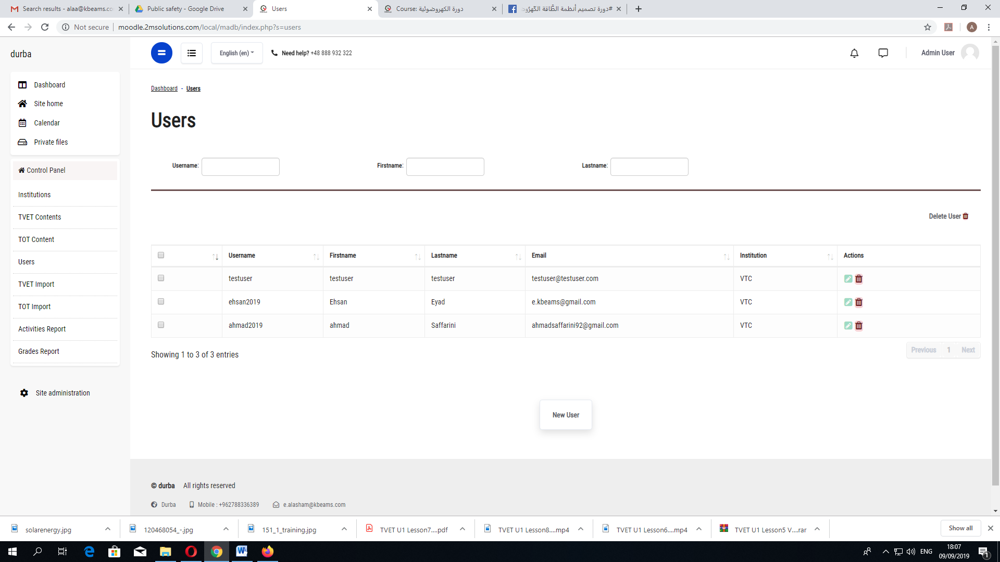 Search results - alaa@kbeams.co
Public safety - Google Drive
Users
Course: دورة الكهروضوئية
#دورة تصميم أنظمة الطَّاقة الكَهرُوض
Not secure
moodle.2msolutions.com/local/madb/index.php?s=users
A
durba
English (en)
Need help? +48 888 932 322
Admin User
Dashboard
Site home
Calendar
Private files
Control Panel
Institutions
TVET Contents
TOT Content
Users
TVET Import
TOT Import
Activities Report
Grades Report
Site administration
Dashboard - Users
Users
Username:
Firstname:
Lastname:
Delete User
Username Firstname Lastname Email Institution Actions
testuser testuser testuser testuser@testuser.com VTC
ehsan2019 Ehsan Eyad e.kbeams@gmail.com VTC
ahmad2019 ahmad Saffarini ahmadsaffarini92@gmail.com VTC
Showing 1 to 3 of 3 entries
Previous 1 Next
New User
© durba All rights reserved
Durba Mobile : +962788336389 e.alasham@kbeams.com
solarenergy.jpg
120468054_-.jpg
151_1_training.jpg
TVET U1 Lesson7....pdf
TVET U1 Lesson8....mp4
TVET U1 Lesson6....mp4
TVET U1 Lesson5 V....rar
Show all
ENG
18:07
09/09/2019
1